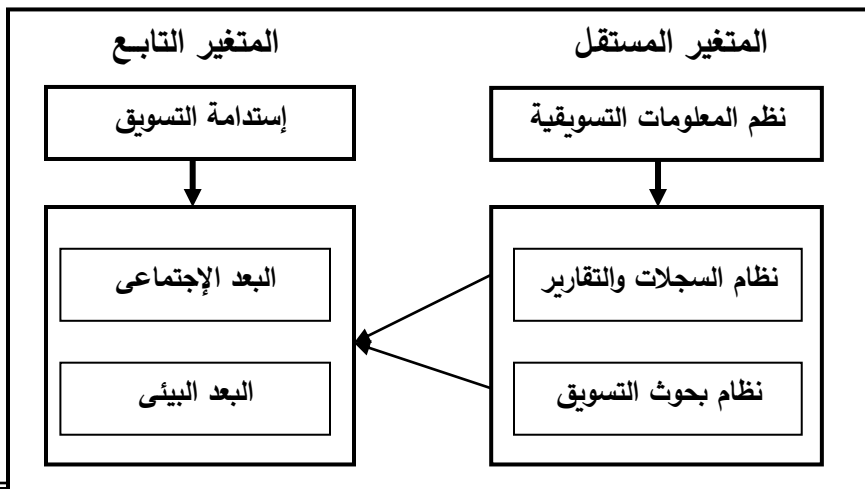 المتغير المستقل
المتغير التابـع
نظم المعلومات التسويقية
إستدامة التسويق
نظام السجلات والتقارير
البعد الإجتماعى
نظام بحوث التسويق
البعد البيئى